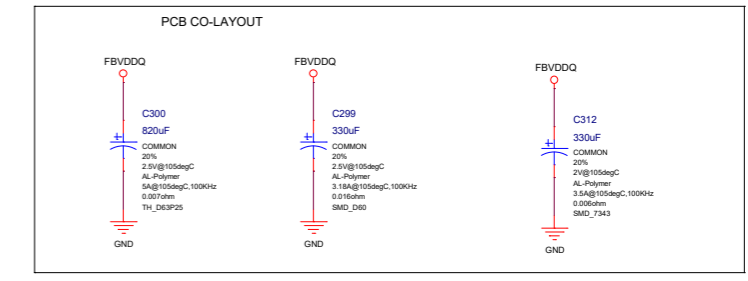 PCB CO-LAYOUT
FBVDDQ
C300
820uF
COMMON
20%
2.5V@105degC
AL-Polymer
5A@105degC,100KHz
0.007ohm
TH_D63P25
GND
FBVDDQ
C299
330uF
COMMON
20%
2.5V@105degC
AL-Polymer
3.18A@105degC,100KHz
0.016ohm
SMD_D60
GND
FBVDDQ
C312
330uF
COMMON
20%
2V@105degC
AL-Polymer
3.5A@105degC,100KHz
0.006ohm
SMD_7343
GND